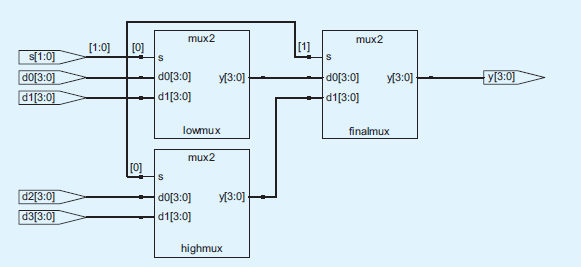 mux2
s[1:0] [1:0] [0] s
d0[3:0] d0[3:0] y[3:0]
d1[3:0] d1[3:0]
lowmux
mux2
[1] s
d0[3:0] y[3:0] y[3:0]
d1[3:0]
finalmux
mux2
[0] s
d2[3:0] d0[3:0] y[3:0]
d3[3:0] d1[3:0]
highmux